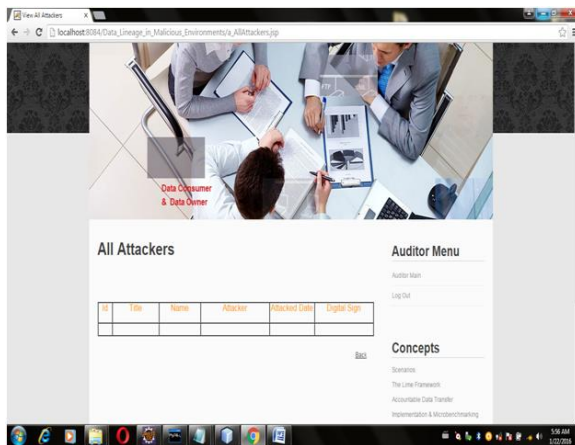 View All Attackers
localhost:8084/Data_Lineage_in_Malicious_Environments/a_AllAttackers.jsp
FTP
Data Consumer
& Data Owner
All Attackers
Id Title Name Attacker Attacked Date Digital Sign
Back
Auditor Menu
Auditor Main
Log Out
Concepts
Scenarios
The Lime Framework
Accountable Data Transfer
Implementation & Microbenchmarking
5:56 AM
1/22/2016